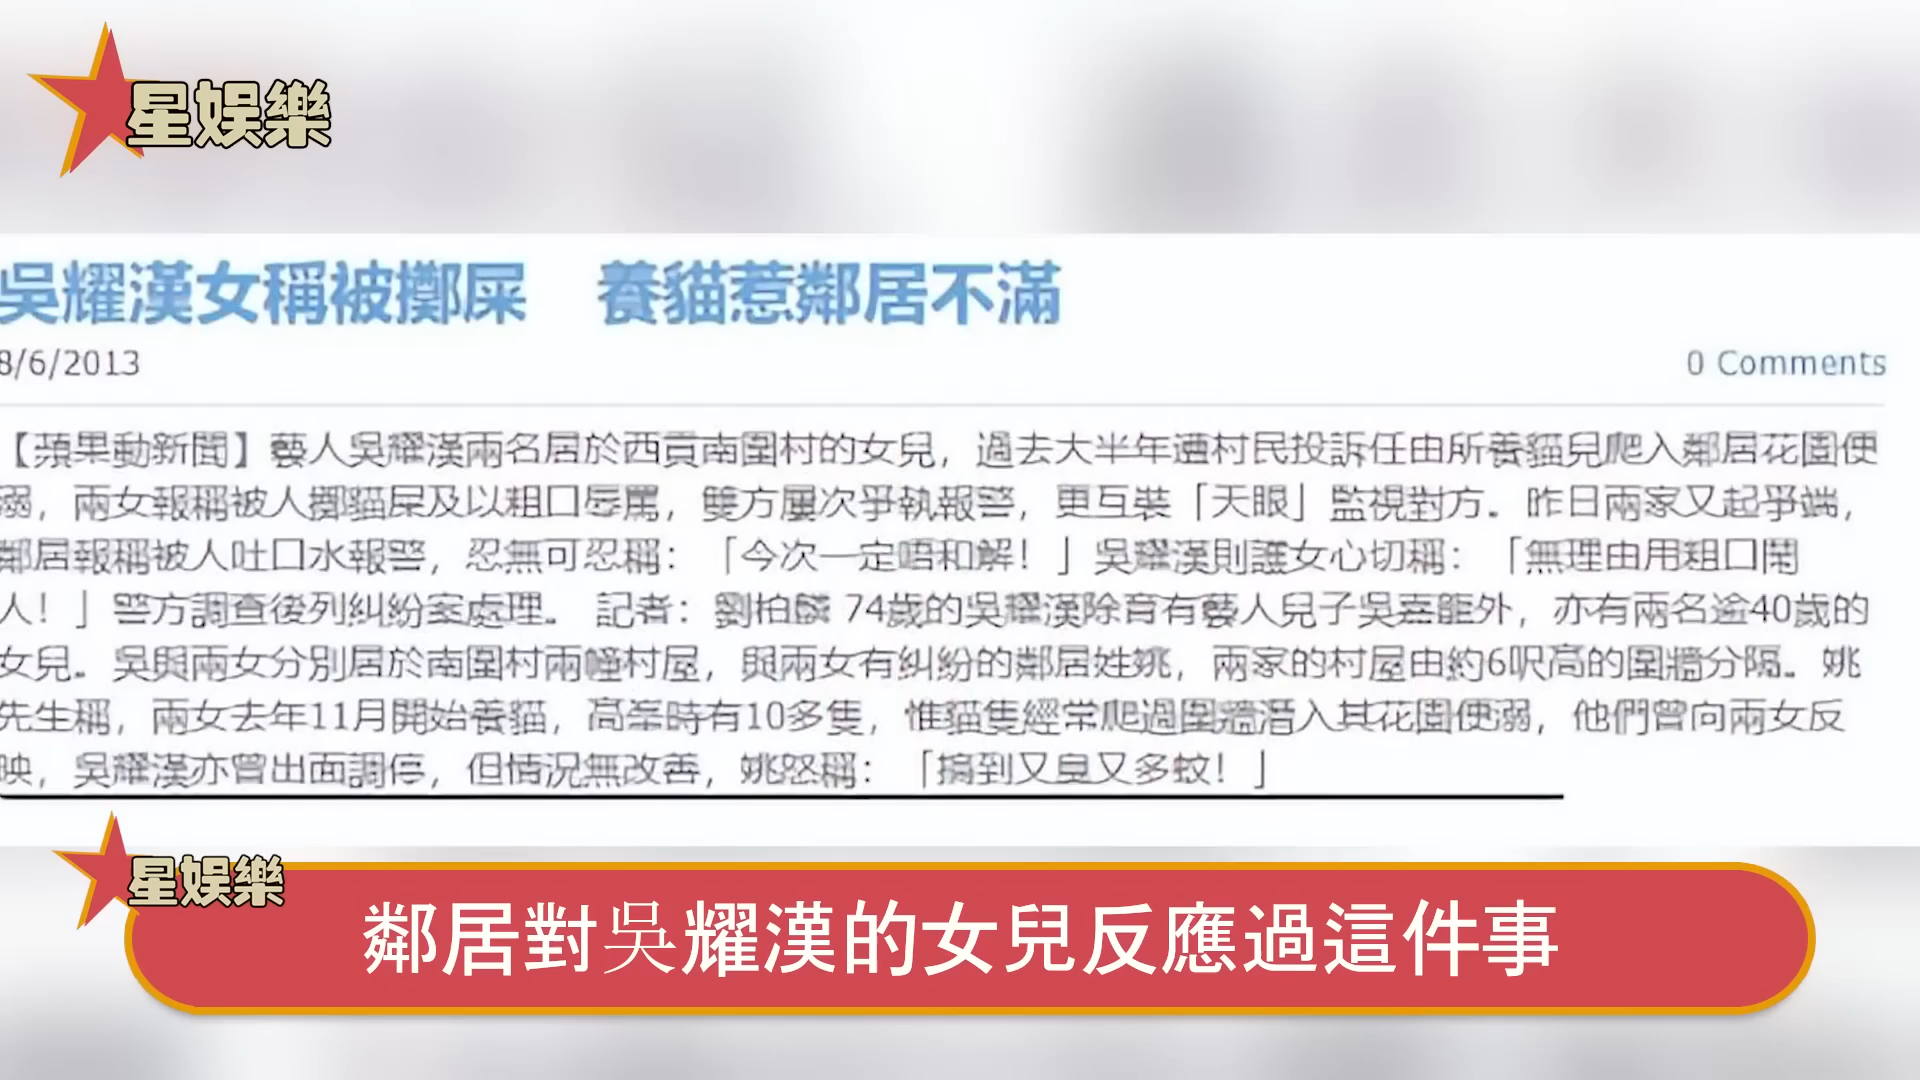 星娱樂
吳耀漢女稱被擲屎　養貓惹鄰居不滿
8/6/2013
0 Comments
【蘋果動新聞】藝人吳耀漢兩名居於西貢南圍村的女兒，過去大半年遭村民投訴任由所養貓兒爬入鄰居花園便
溺，兩女報稱被人擲貓屎及以粗口辱罵，雙方屢次爭執報警，更互裝「天眼」監視對方。昨日兩家又起爭端，
鄰居報稱被人吐口水報警，忍無可忍稱：「今次一定唔和解！」吳耀漢則護女心切稱：「無理由用粗口鬧
人！」警方調查後列糾紛案處理。 記者：劉柏麟 74歲的吳耀漢除育有藝人兒子吳嘉龍外，亦有兩名逾40歲的
女兒。吳與兩女分別居於南圍村兩幢村屋，與兩女有糾紛的鄰居姓姚，兩家的村屋由約6呎高的圍牆分隔。姚
先生稱，兩女去年11月開始養貓，高峯時有10多隻，惟貓隻經常爬過圍牆潛入其花園便溺，他們曾向兩女反
映，吳耀漢亦曾出面調停，但情況無改善，姚怒稱：「搞到又臭又多蚊！」
星娱樂
鄰居對吳耀漢的女兒反應過這件事